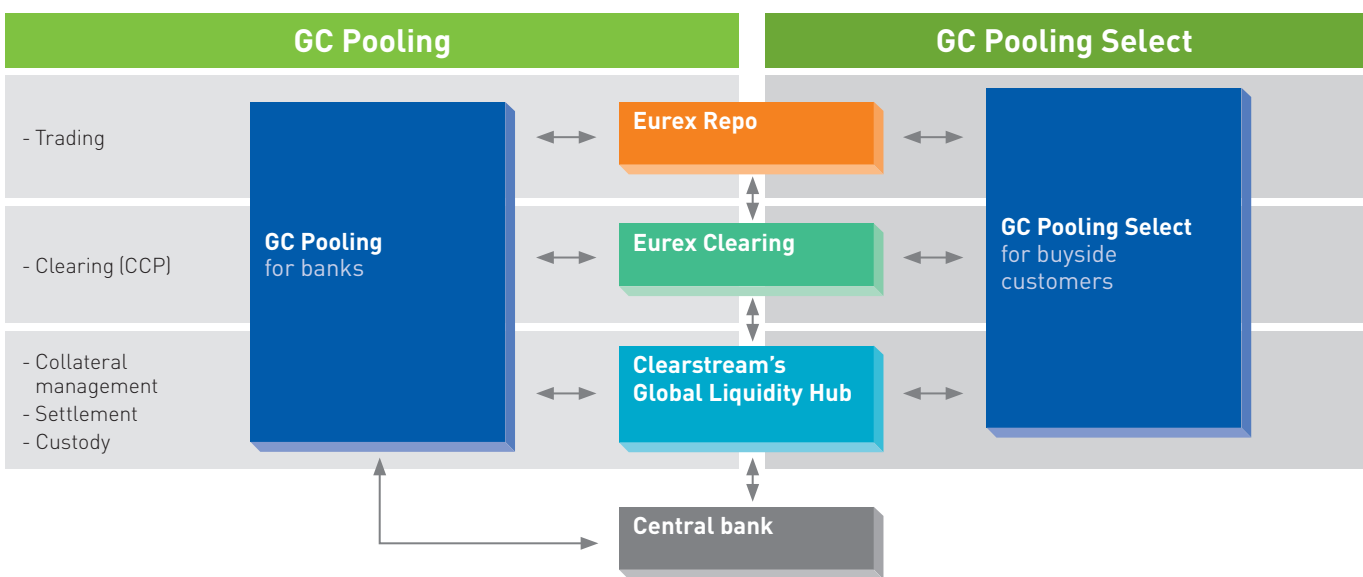 GC Pooling
GC Pooling Select
- Trading
Eurex Repo
GC Pooling
for banks
GC Pooling Select
for buyside
customers
- Clearing (CCP)
Eurex Clearing
- Collateral
management
- Settlement
- Custody
Clearstream’s
Global Liquidity Hub
Central bank